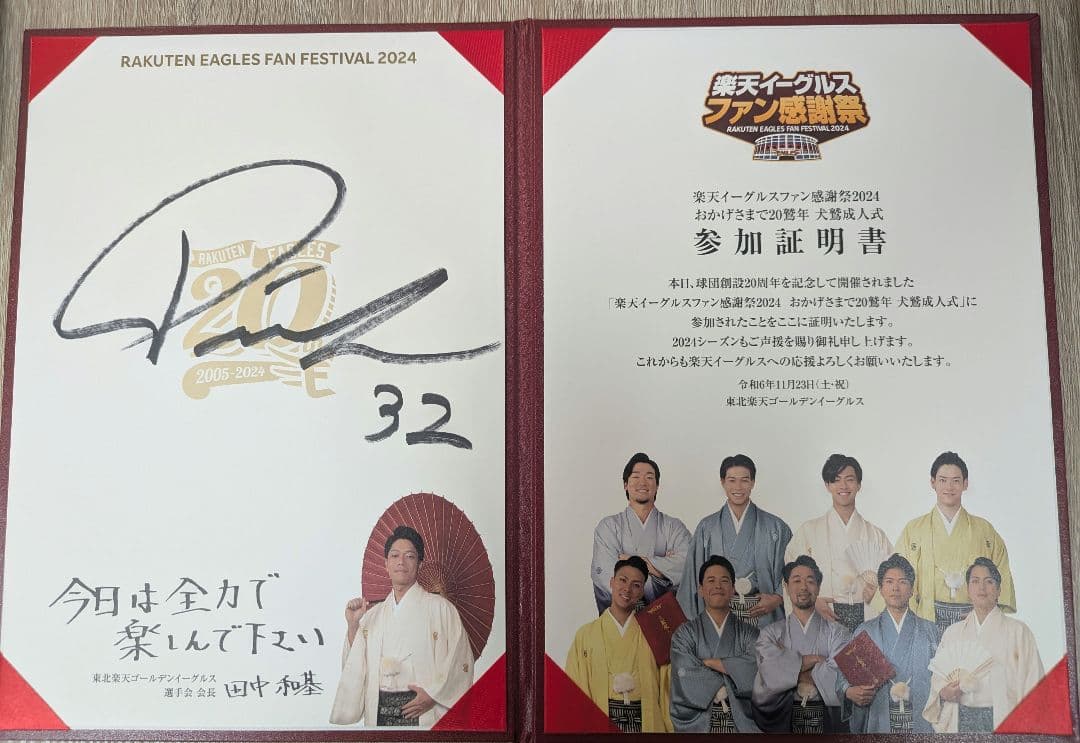 RAKUTEN EAGLES FAN FESTIVAL 2024
RAKUTEN EAGLES
20
2005-2024
32
今日は全力で
楽しんで下さい
東北楽天ゴールデンイーグルス
選手会 会長 田中 和基
楽天イーグルス
ファン感謝祭
RAKUTEN EAGLES FAN FESTIVAL 2024
楽天イーグルスファン感謝祭2024
おかげさまで20鷲年 犬鷲成人式
参加証明書
本日、球団創設20周年を記念して開催されました
「楽天イーグルスファン感謝祭2024 おかげさまで20鷲年 犬鷲成人式」に
参加されたことをここに証明いたします。
2024シーズンもご声援を賜り御礼申し上げます。
これからも楽天イーグルスへの応援よろしくお願いいたします。
令和6年11月23日(土・祝)
東北楽天ゴールデンイーグルス